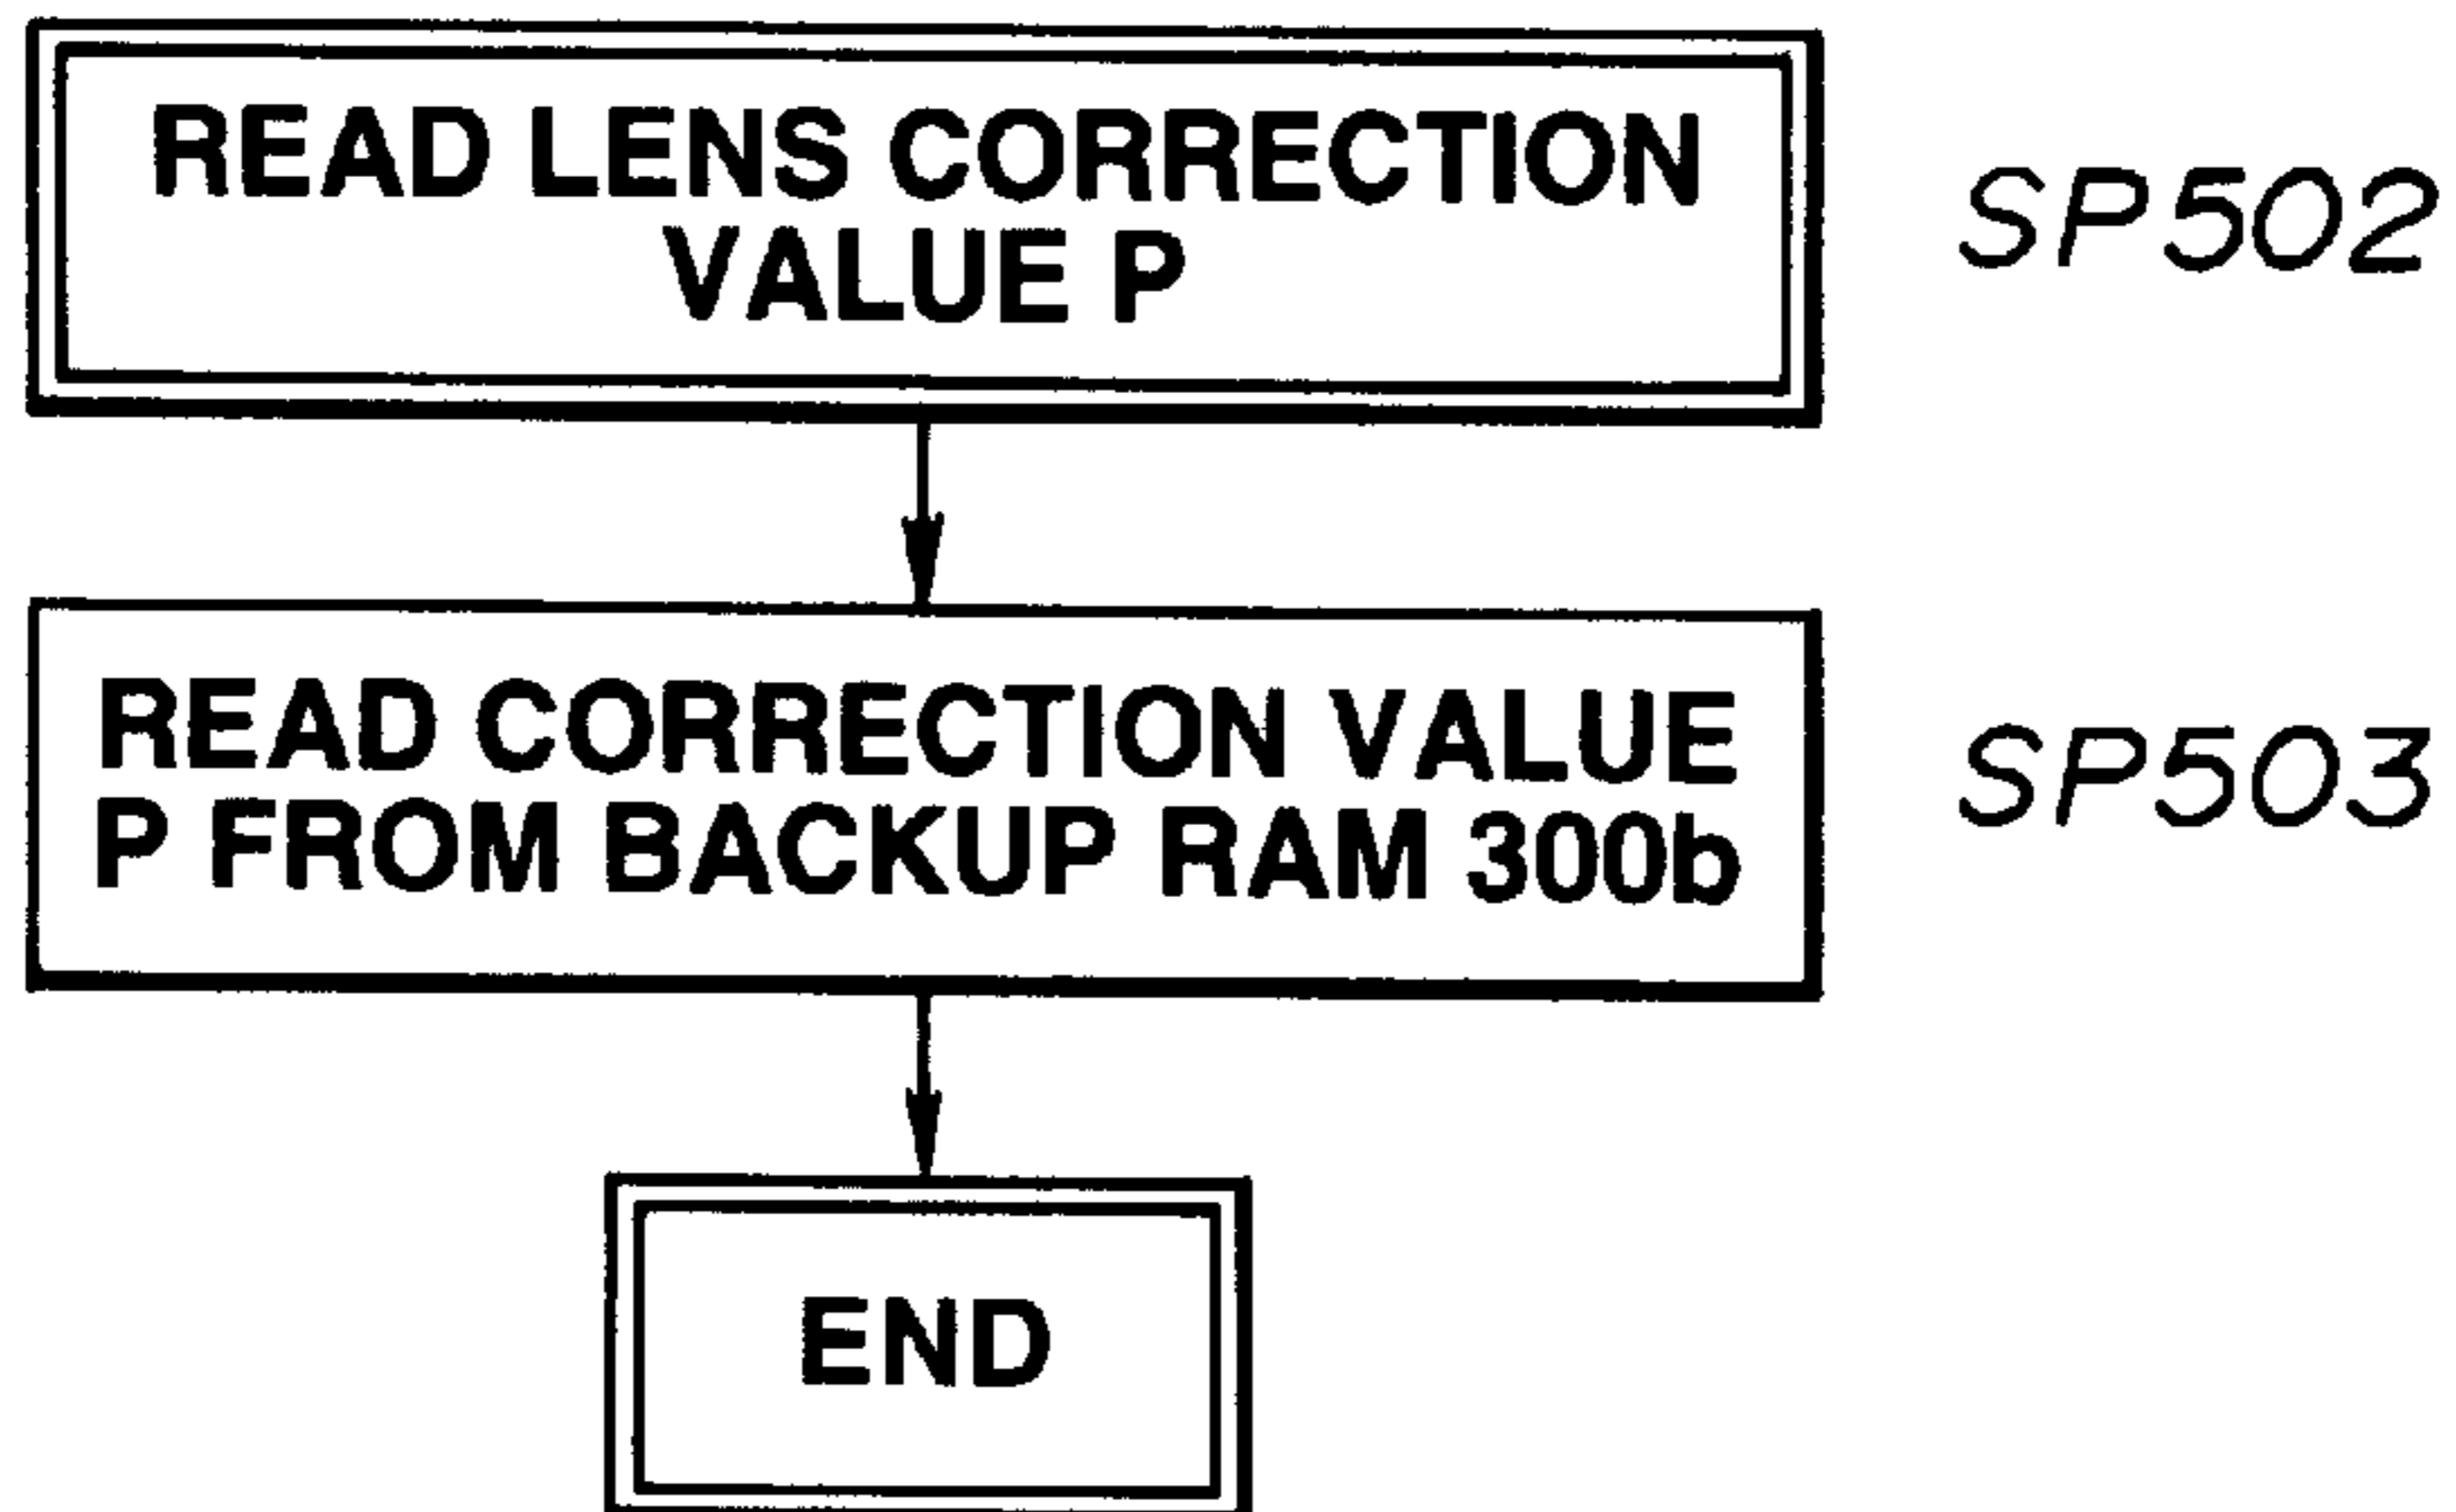 READ LENS CORRECTION
VALUE P
SP502
READ CORRECTION VALUE
P FROM BACKUP RAM 300b
SP503
END